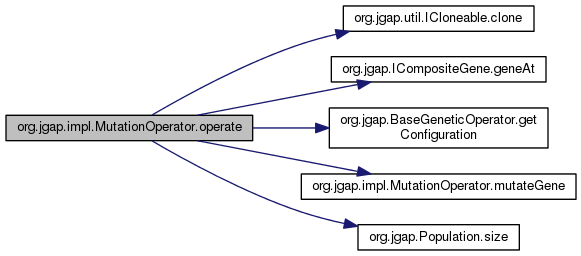 org.jgap.util.ICloneable.clone
org.jgap.ICompositeGene.geneAt
org.jgap.BaseGeneticOperator.get
Configuration
org.jgap.impl.MutationOperator.operate
org.jgap.impl.MutationOperator.mutateGene
org.jgap.Population.size